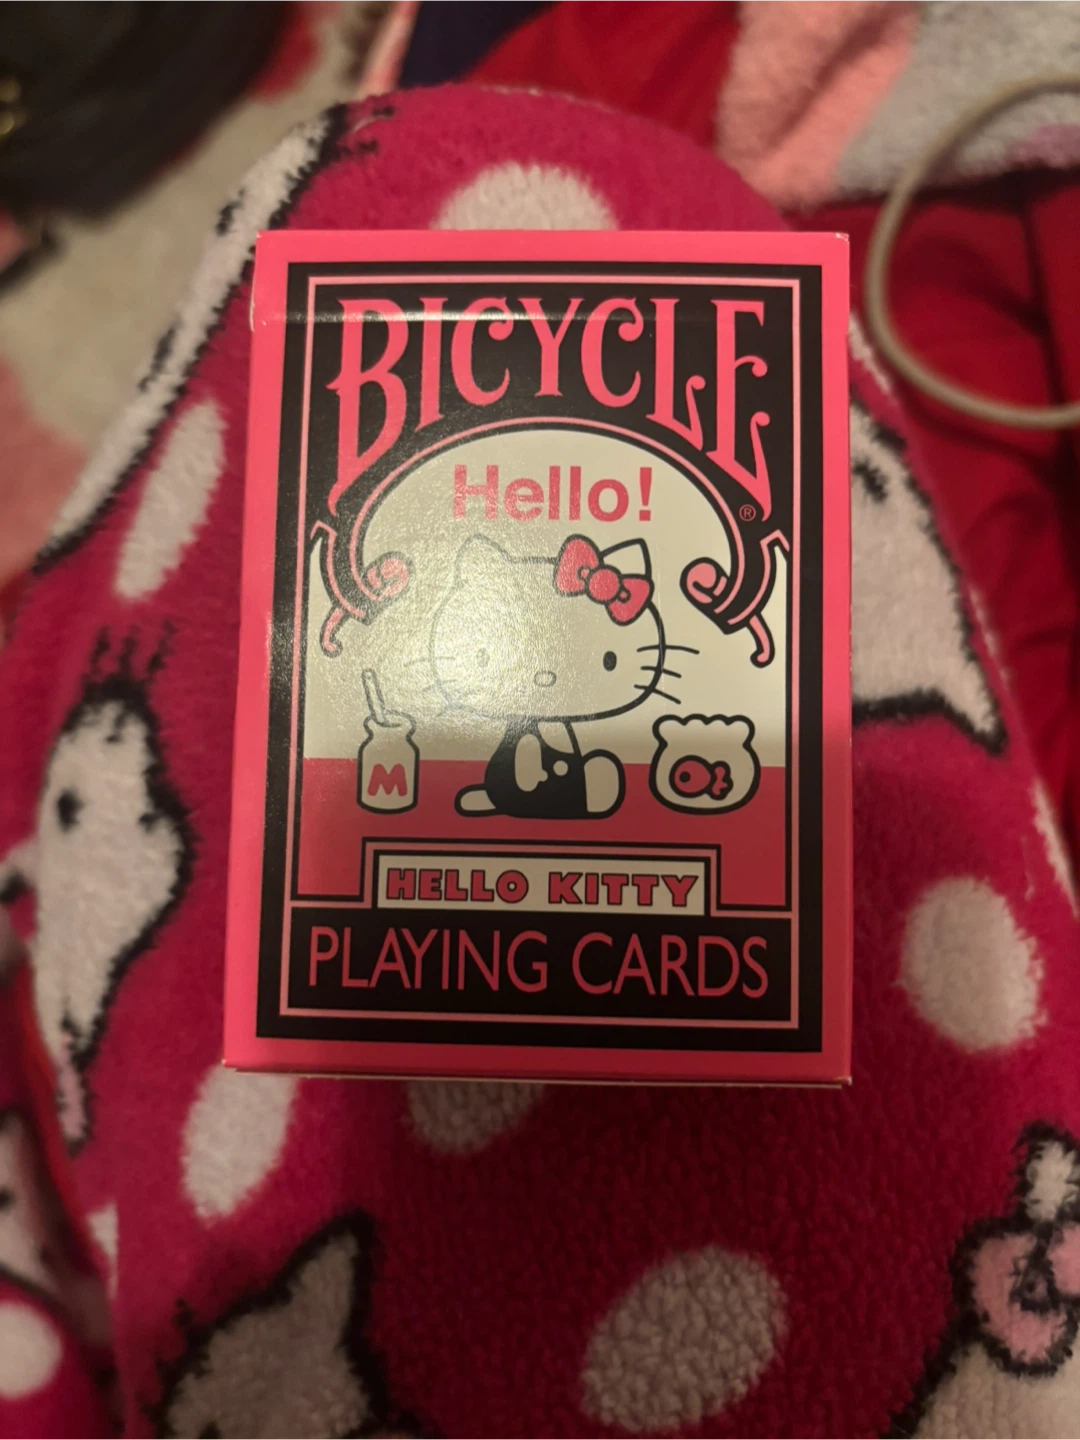 BICYCLE
®
Hello!
M
HELLO KITTY
PLAYING CARDS